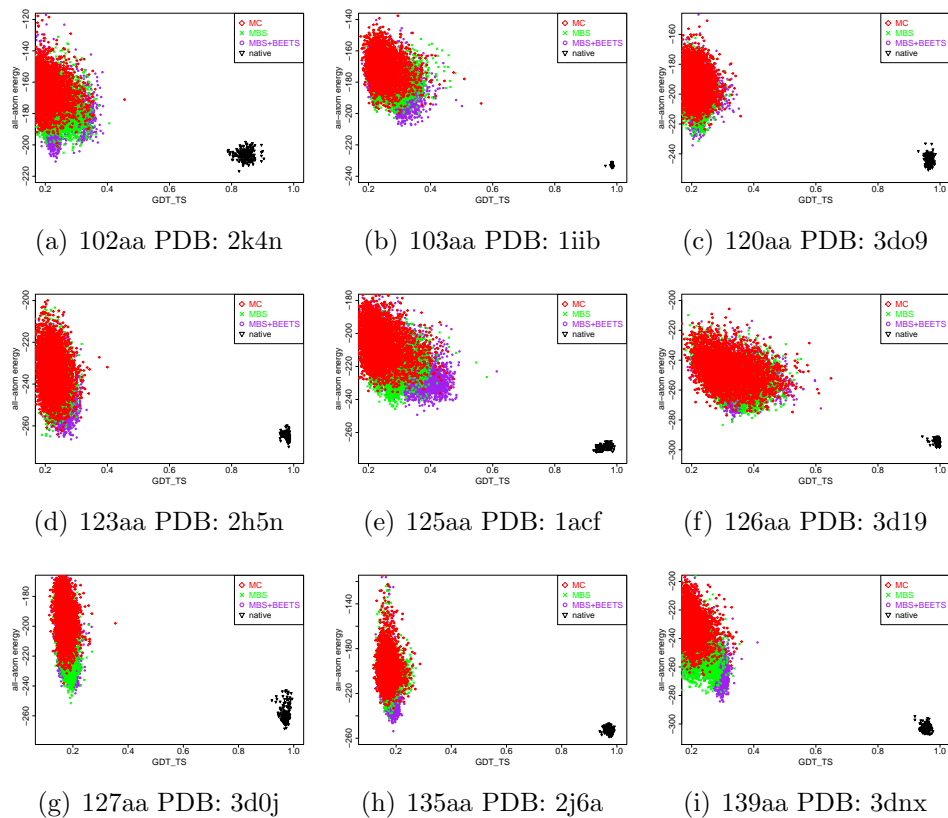 −120
−140
−160
−180
−200
−220
all−atom energy
MC
MBS
MBS+BEETS
native
0.2
0.4
0.6
0.8
1.0
GDT_TS
(a) 102aa PDB: 2k4n
−140
−160
−180
−200
−220
−240
all−atom energy
MC
MBS
MBS+BEETS
native
0.2
0.4
0.6
0.8
1.0
GDT_TS
(b) 103aa PDB: 1iib
−160
−180
−200
−220
−240
all−atom energy
MC
MBS
MBS+BEETS
native
0.2
0.4
0.6
0.8
1.0
GDT_TS
(c) 120aa PDB: 3do9
−200
−220
−240
−260
all−atom energy
MC
MBS
MBS+BEETS
native
0.2
0.4
0.6
0.8
1.0
GDT_TS
(d) 123aa PDB: 2h5n
−180
−200
−220
−240
−260
all−atom energy
MC
MBS
MBS+BEETS
native
0.2
0.4
0.6
0.8
1.0
GDT_TS
(e) 125aa PDB: 1acf
−200
−220
−240
−260
−280
−300
all−atom energy
MC
MBS
MBS+BEETS
native
0.2
0.4
0.6
0.8
1.0
GDT_TS
(f) 126aa PDB: 3d19
−180
−200
−220
−240
−260
all−atom energy
MC
MBS
MBS+BEETS
native
0.2
0.4
0.6
0.8
1.0
GDT_TS
(g) 127aa PDB: 3d0j
−140
−180
−220
−260
all−atom energy
MC
MBS
MBS+BEETS
native
0.2
0.4
0.6
0.8
1.0
GDT_TS
(h) 135aa PDB: 2j6a
−200
−220
−240
−260
−280
−300
all−atom energy
MC
MBS
MBS+BEETS
native
0.2
0.4
0.6
0.8
1.0
GDT_TS
(i) 139aa PDB: 3dnx